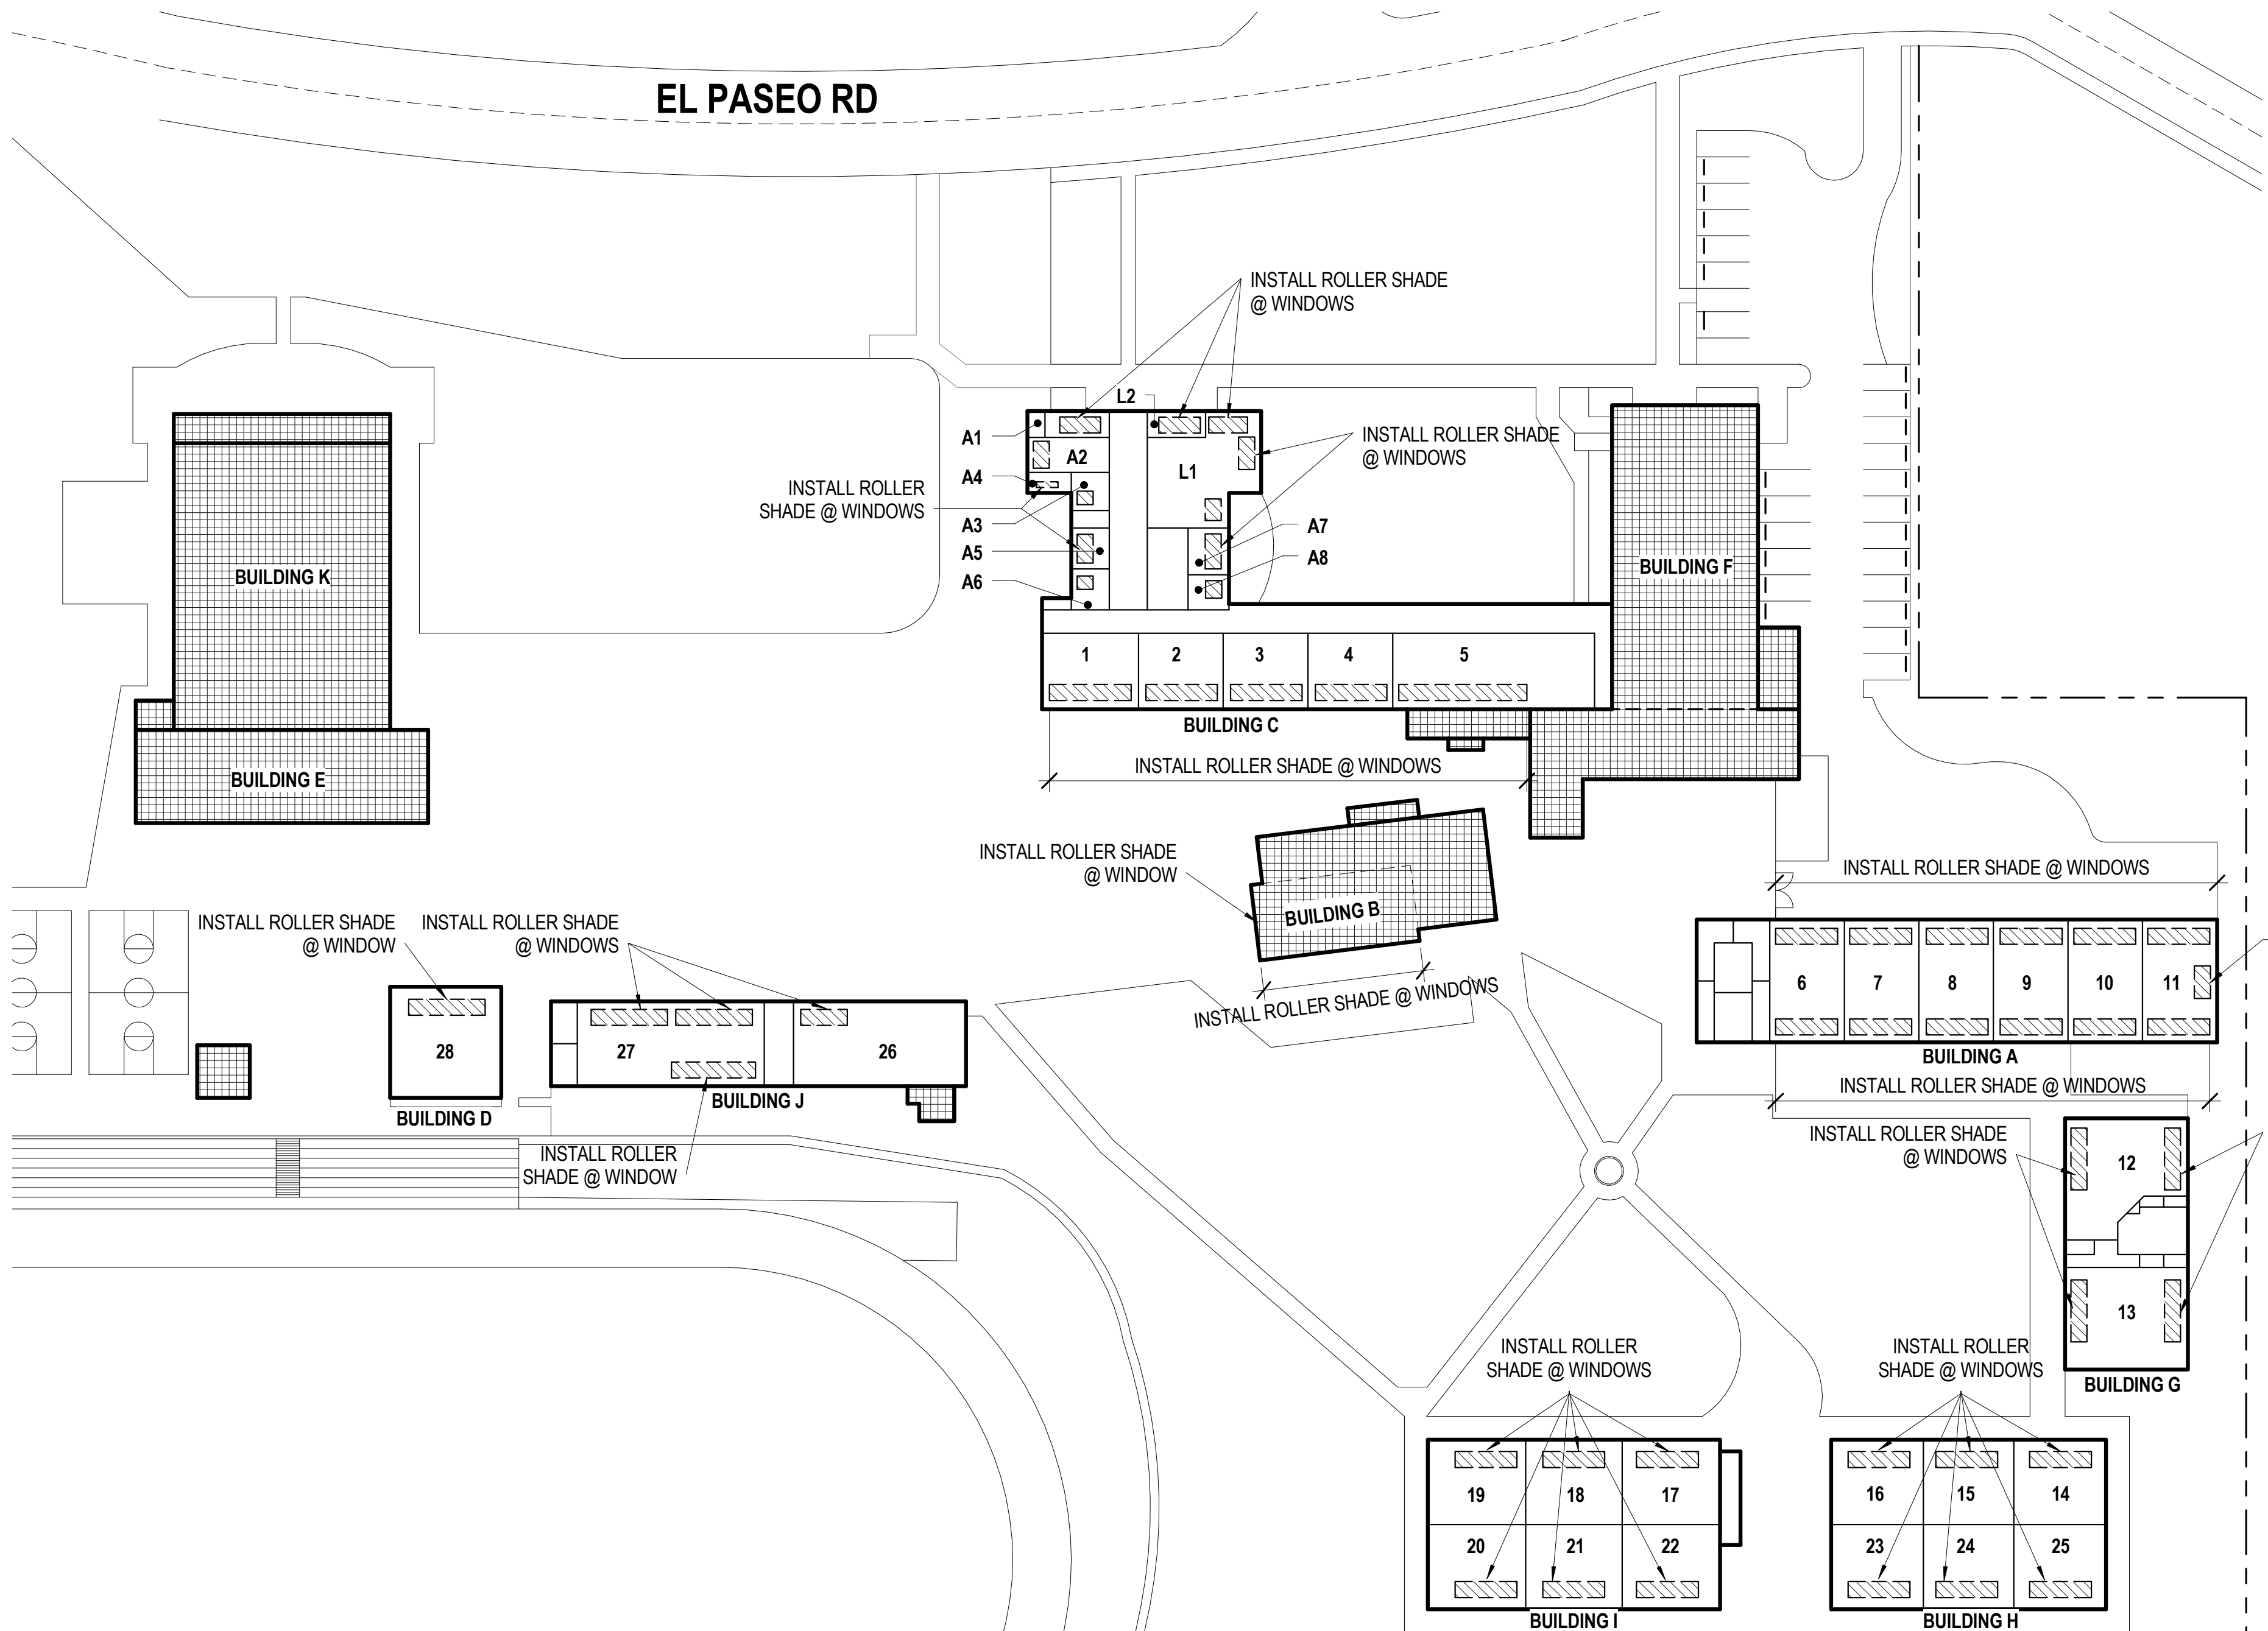 EL PASEO RD
INSTALL ROLLER SHADE
@ WINDOWS
L2
A1
INSTALL ROLLER SHADE
@ WINDOWS
A2
A4
L1
INSTALL ROLLER
SHADE @ WINDOWS
A3
A7
A5
A8
A6
BUILDING K
BUILDING F
1
2
3
4
5
BUILDING C
INSTALL ROLLER SHADE @ WINDOWS
BUILDING E
INSTALL ROLLER SHADE
@ WINDOW
BUILDING B
INSTALL ROLLER SHADE @ WINDOWS
INSTALL ROLLER SHADE @ WINDOWS
INSTALL ROLLER SHADE
@ WINDOW
INSTALL ROLLER SHADE
@ WINDOWS
6
7
8
9
10
11
BUILDING A
INSTALL ROLLER SHADE @ WINDOWS
28
27
26
BUILDING D
BUILDING J
INSTALL ROLLER
SHADE @ WINDOW
INSTALL ROLLER SHADE
@ WINDOWS
12
13
BUILDING G
INSTALL ROLLER
SHADE @ WINDOWS
INSTALL ROLLER
SHADE @ WINDOWS
19
18
17
20
21
22
BUILDING I
16
15
14
23
24
25
BUILDING H